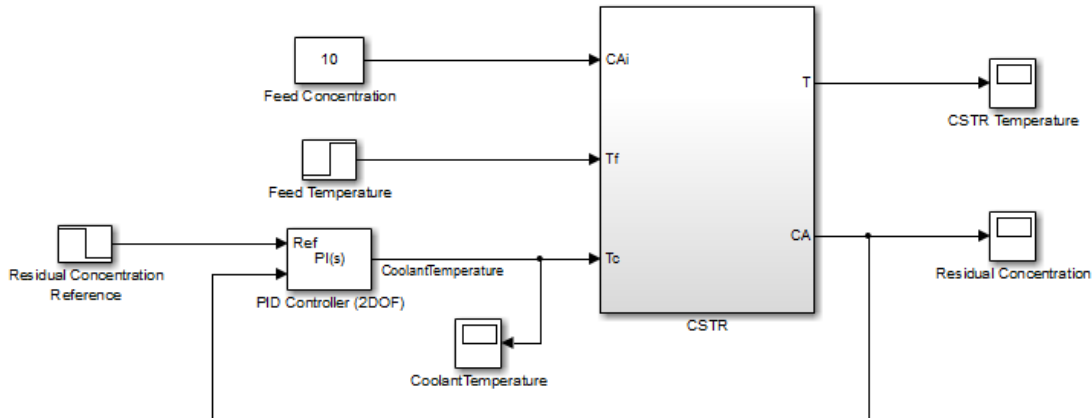 10
CAi
Feed Concentration
T
CSTR Temperature
Tf
Feed Temperature
Ref
PI(s)
CA
Tc
CoolantTemperature
Residual Concentration
Reference
PID Controller (2DOF)
Residual Concentration
CSTR
CoolantTemperature